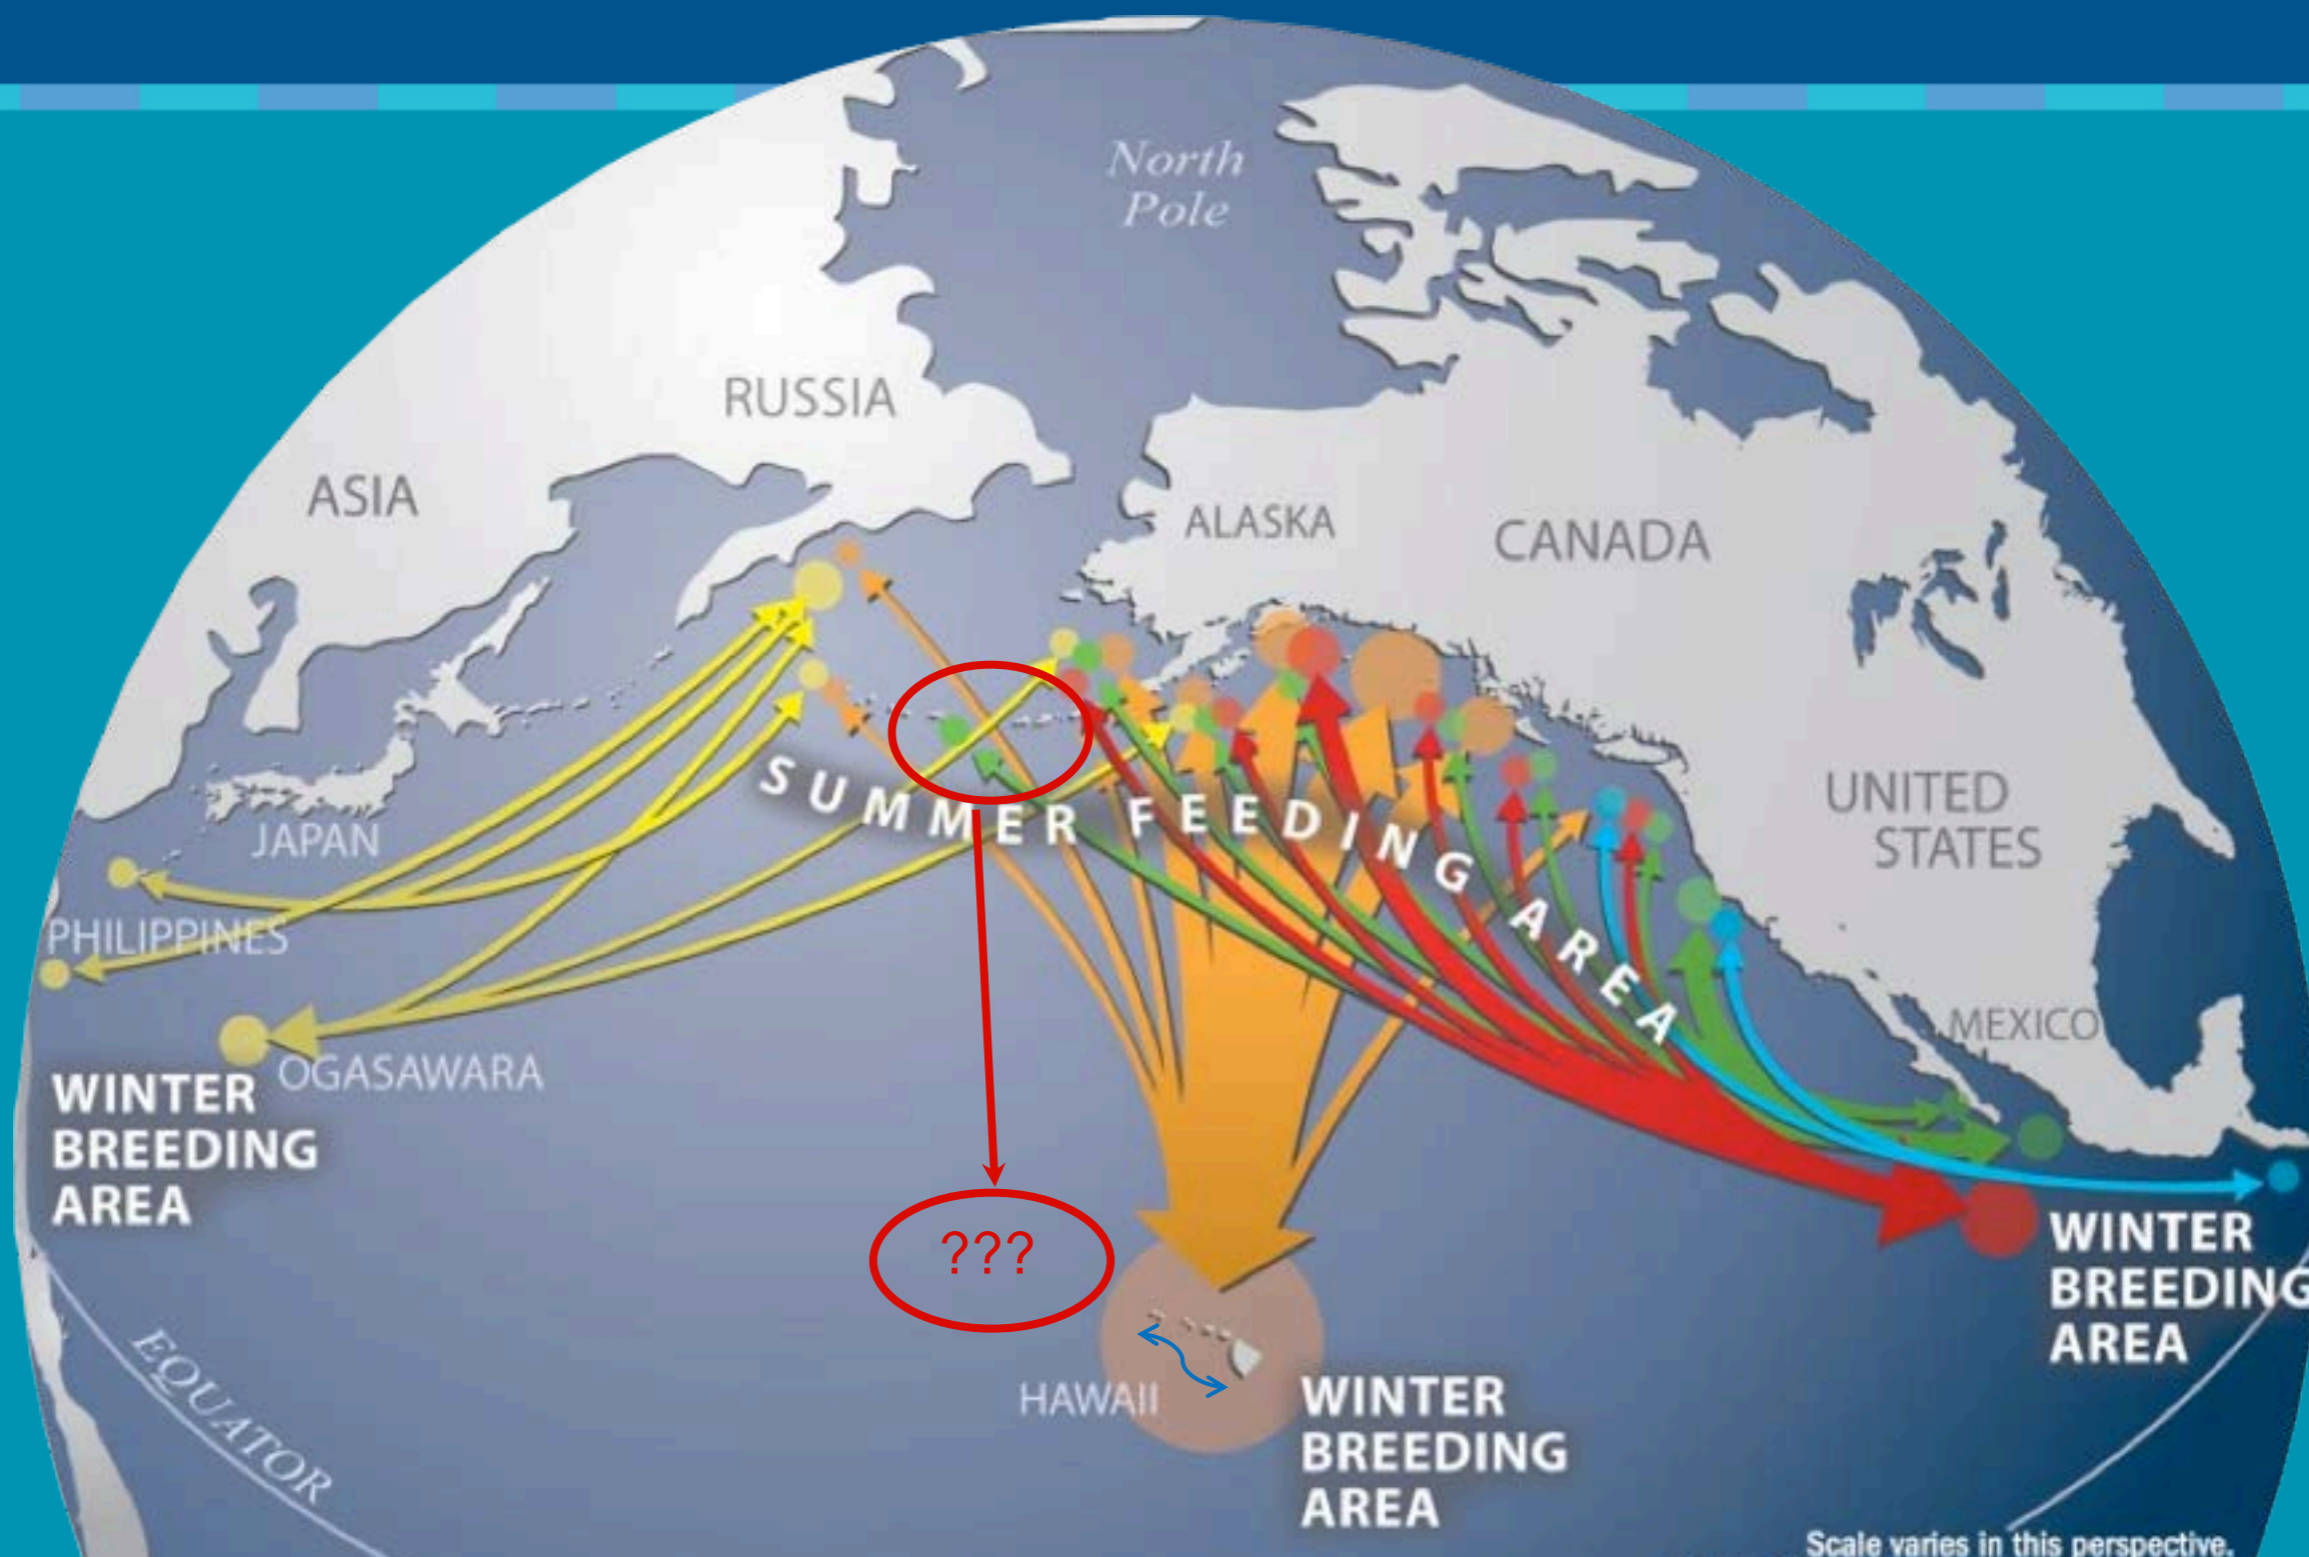 North
Pole
RUSSIA
ASIA
ALASKA
CANADA
UNITED
STATES
JAPAN
SUMMER FEEDING AREA
PHILIPPINES
MEXICO
OGASAWARA
WINTER
BREEDING
AREA
???
WINTER
BREEDING
AREA
HAWAII
WINTER
BREEDING
AREA
EQUATOR
Scale varies in this perspective.